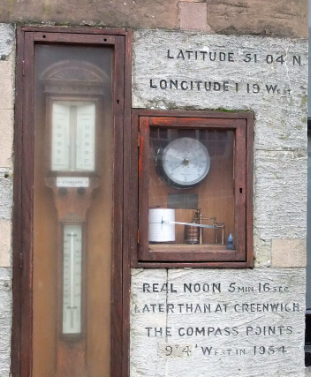 LATITUDE 51 04 N
LONGITUDE 1 19 W
REAL NOON 5 MIN. 16 SEC
LATER THAN AT GREENWICH
THE COMPASS POINTS
9° 4' WEST IN 1954